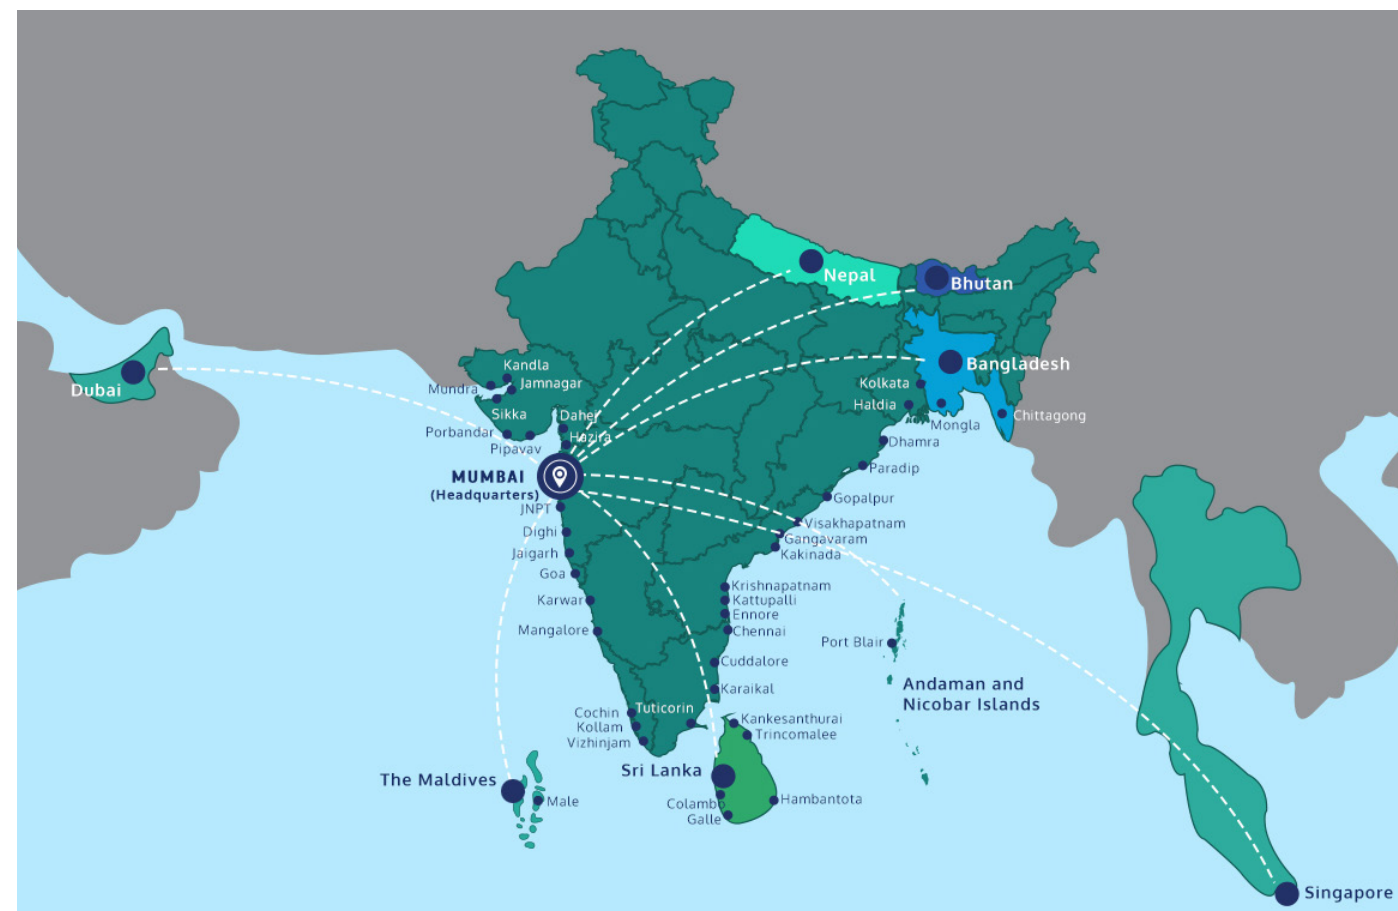 Nepal
Bhutan
Dubai
Bangladesh
Kandla
Mundra
Jamnagar
Sikka
Dahej
Porbandar
Hazira
Pipavav
Kolkata
Haldia
Mongla
Chittagong
Dhamra
Paradip
Gopalpur
MUMBAI
(Headquarters)
JNPT
Dighi
Jaigarh
Goa
Karwar
Mangalore
Visakhapatnam
Gangavaram
Kakinada
Krishnapatnam
Kattupalli
Ennore
Chennai
Cuddalore
Karaikal
Port Blair
Andaman and
Nicobar Islands
Cochin
Kollam
Vizhinjam
Tuticorin
Kankesanthurai
Trincomalee
Sri Lanka
The Maldives
Male
Colambo
Galle
Hambantota
Singapore